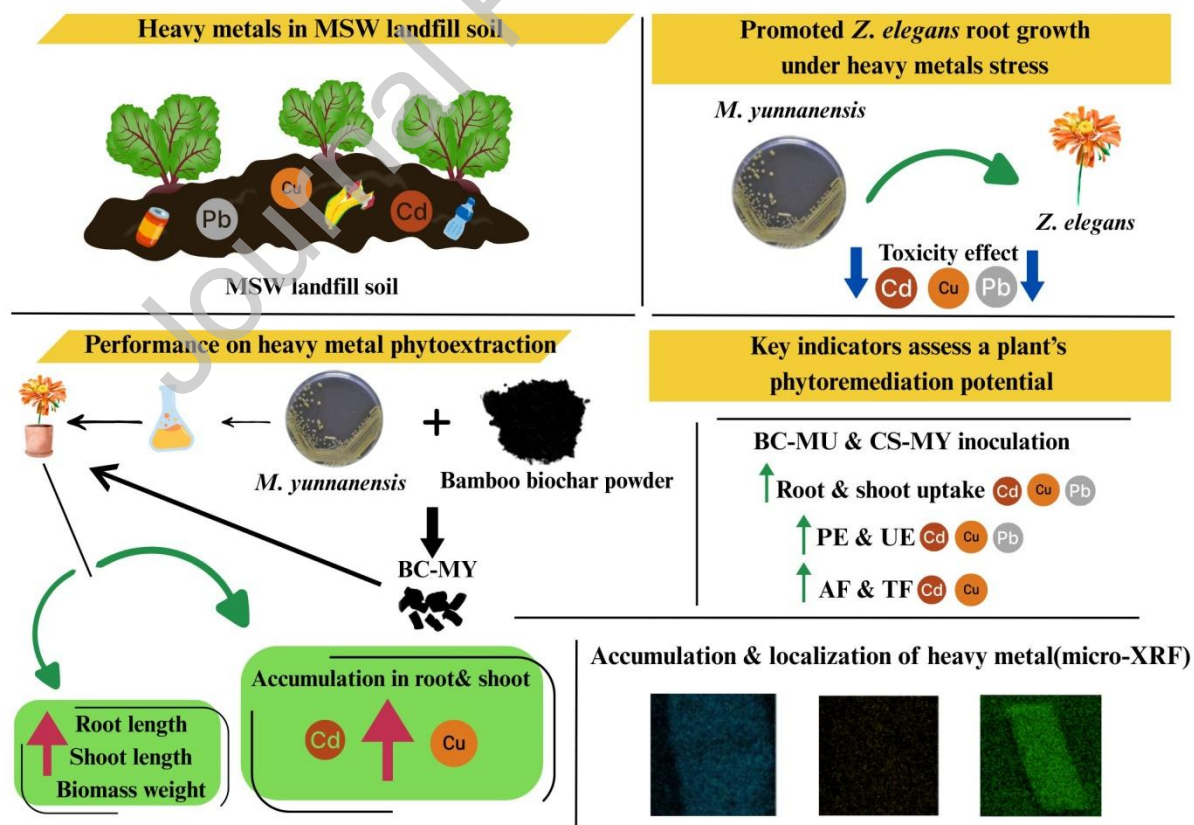 Heavy metals in MSW landfill soil
Pb
Cu
Cd
MSW landfill soil
Promoted Z. elegans root growth
under heavy metals stress
M. yunnanensis
Z. elegans
Toxicity effect
Cd Cu Pb
Performance on heavy metal phytoextraction
+
M. yunnanensis
Bamboo biochar powder
BC-MY
Root length
Shoot length
Biomass weight
Accumulation in root& shoot
Cd
Cu
Key indicators assess a plant's
phytoremediation potential
BC-MU & CS-MY inoculation
Root & shoot uptake Cd Cu Pb
PE & UE Cd Cu Pb
AF & TF Cd Cu
Accumulation & localization of heavy metal(micro-XRF)
Journal P